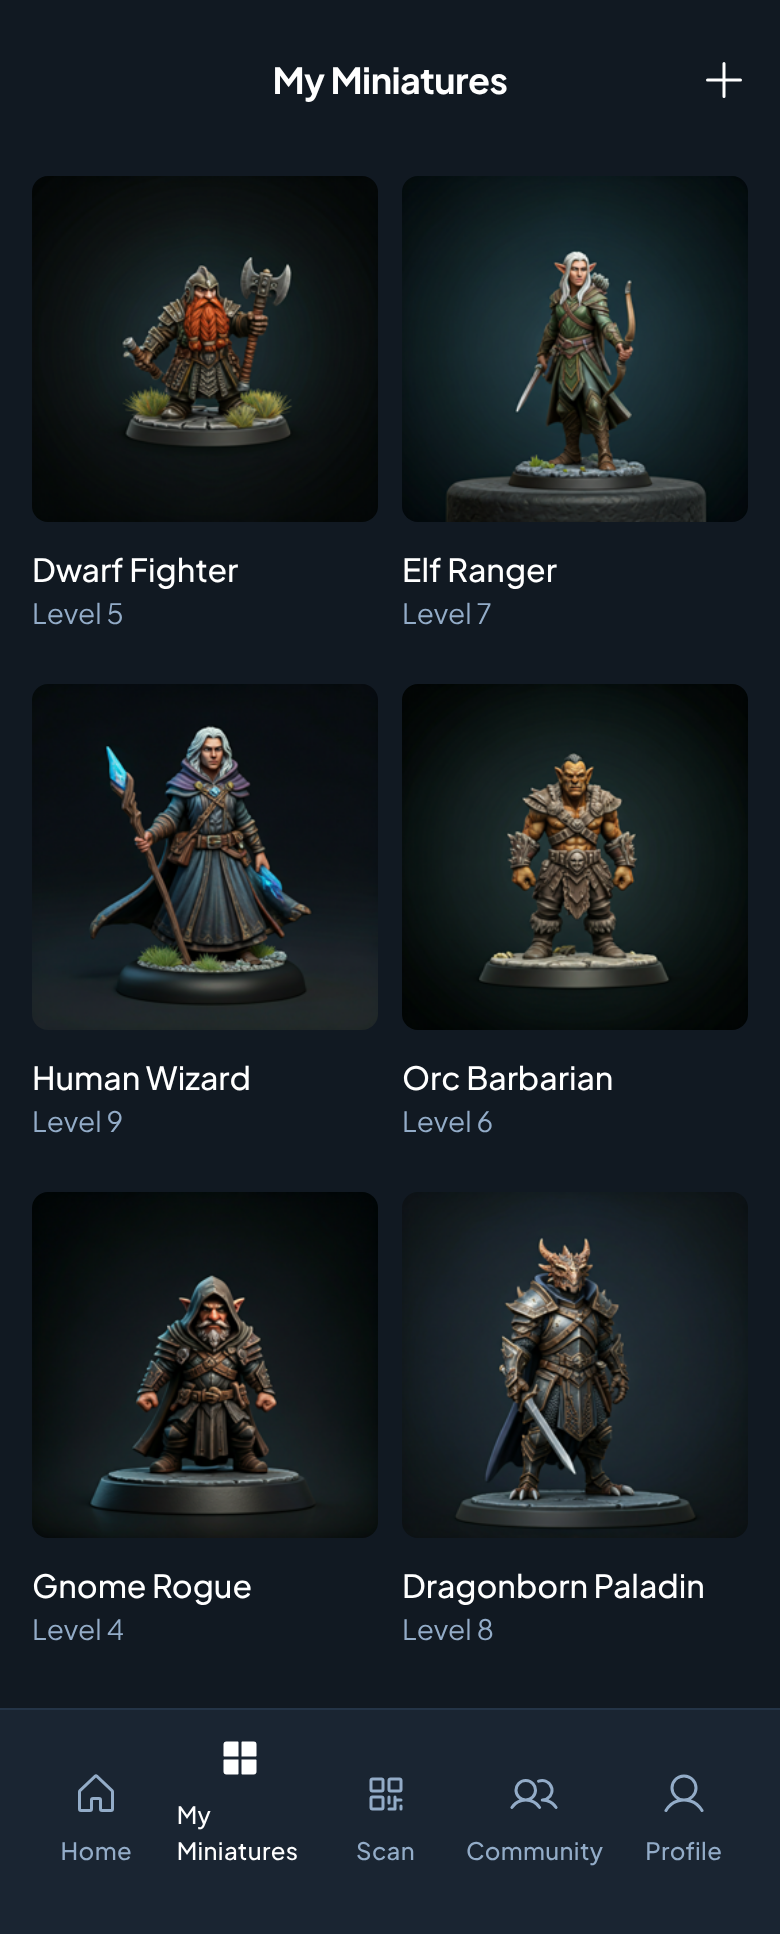 My Miniatures
Dwarf Fighter
Level 5
Elf Ranger
Level 7
Human Wizard
Level 9
Orc Barbarian
Level 6
Gnome Rogue
Level 4
Dragonborn Paladin
Level 8
Home
My
Miniatures
Scan
Community
Profile